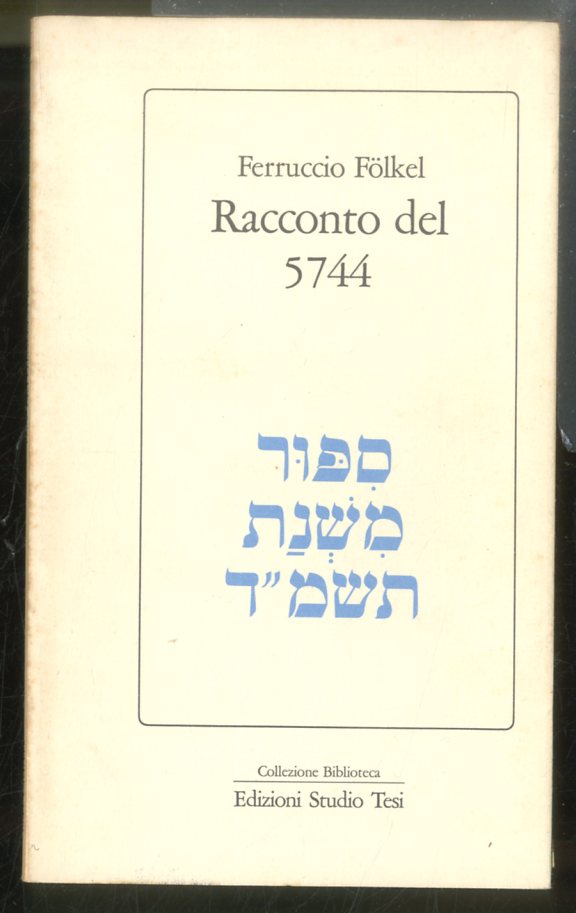 Ferruccio Fölkel
Racconto del
5744
סִפּוּר
מִשְּׁנַת
תשמ״ד
Collezione Biblioteca
Edizioni Studio Tesi